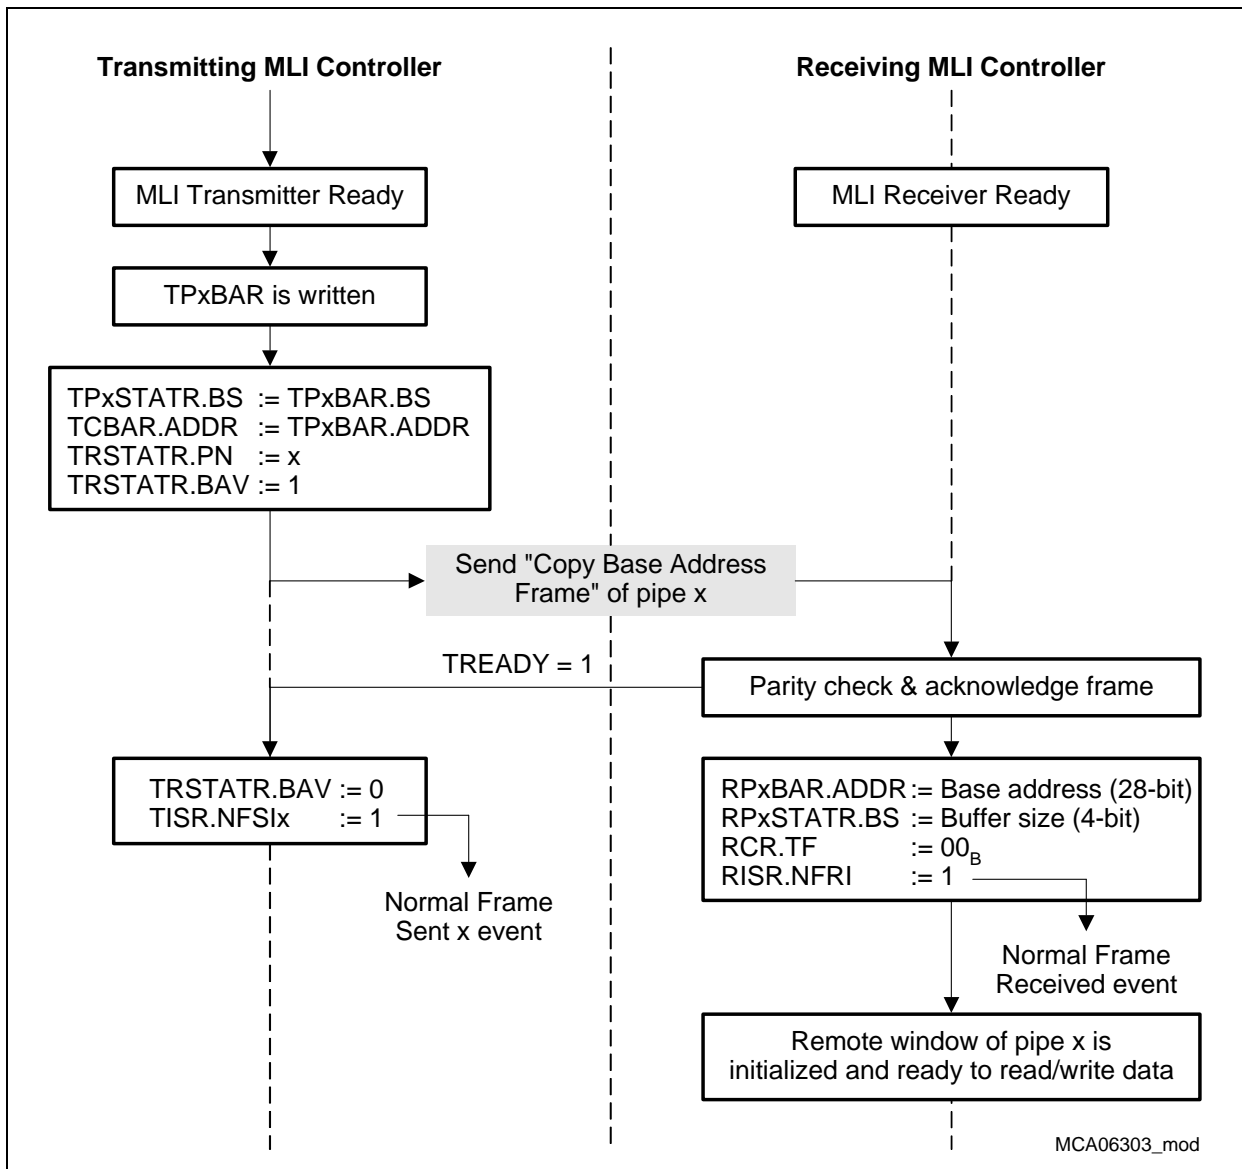 Transmitting MLI Controller
Receiving MLI Controller
MLI Transmitter Ready
MLI Receiver Ready
TPxBAR is written
TPxSTATR.BS := TPxBAR.BS
TCBAR.ADDR := TPxBAR.ADDR
TRSTATR.PN := x
TRSTATR.BAV := 1
Send "Copy Base Address
Frame" of pipe x
TREADY = 1
Parity check & acknowledge frame
TRSTATR.BAV := 0
TISR.NFSIx := 1
Normal Frame
Sent x event
RPxBAR.ADDR := Base address (28-bit)
RPxSTATR.BS := Buffer size (4-bit)
RCR.TF := 00B
RISR.NFRI := 1
Normal Frame
Received event
Remote window of pipe x is
initialized and ready to read/write data
MCA06303_mod